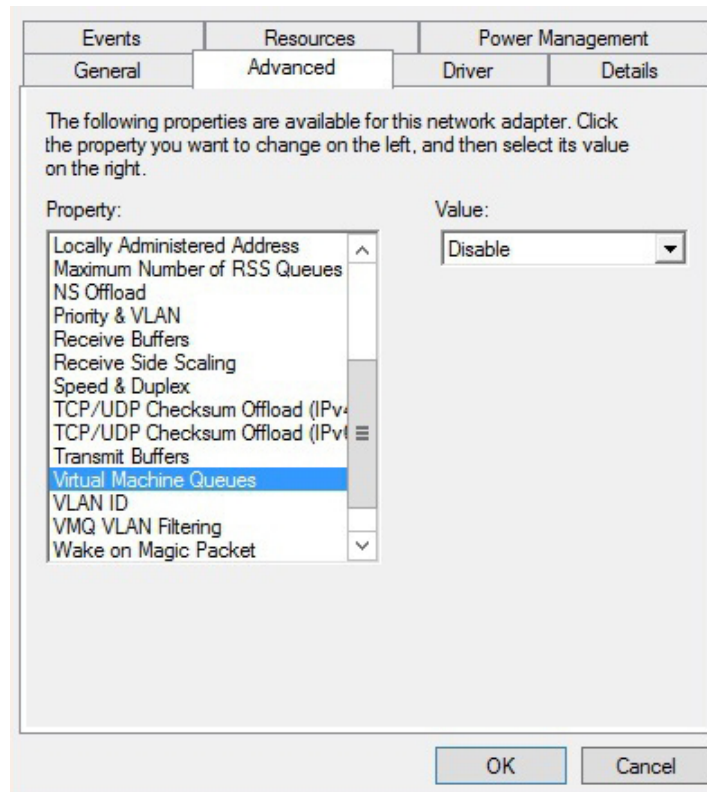 Events Resources Power Management
General Advanced Driver Details
The following properties are available for this network adapter. Click
the property you want to change on the left, and then select its value
on the right.
Property: Value:
Locally Administered Address Disable
Maximum Number of RSS Queues
NS Offload
Priority & VLAN
Receive Buffers
Receive Side Scaling
Speed & Duplex
TCP/UDP Checksum Offload (IPv4
TCP/UDP Checksum Offload (IPv6
Transmit Buffers
Virtual Machine Queues
VLAN ID
VMQ VLAN Filtering
Wake on Magic Packet
OK Cancel